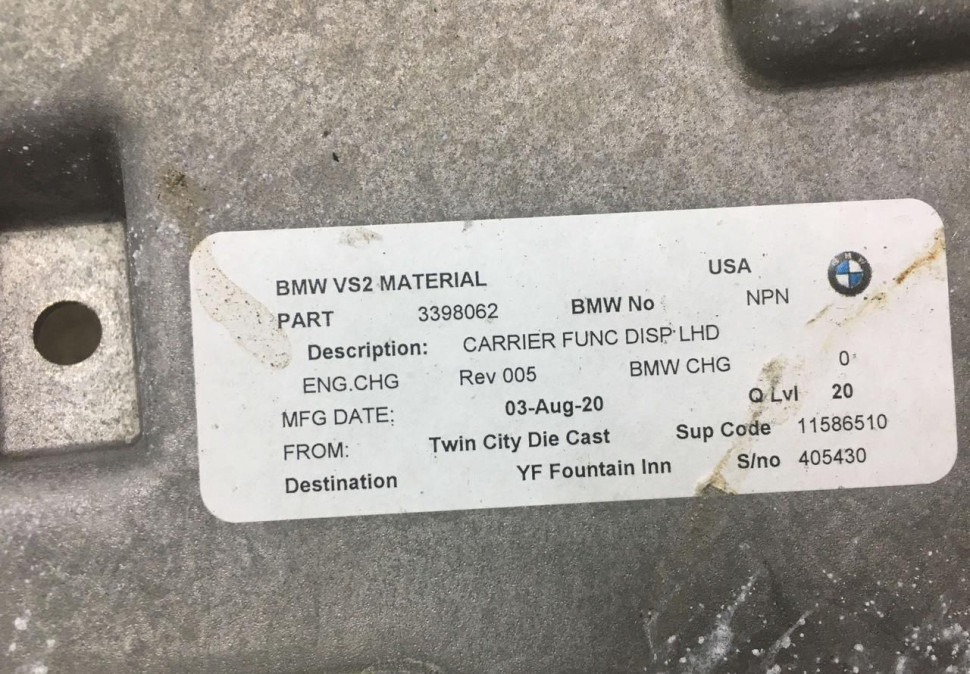 BMW VS2 MATERIAL USA
PART 3398062 BMW No NPN
Description: CARRIER FUNC DISP LHD
ENG.CHG Rev 005 BMW CHG 0
MFG DATE: 03-Aug-20 Q Lvl 20
FROM: Twin City Die Cast Sup Code 11586510
Destination YF Fountain Inn S/no 405430
BMW